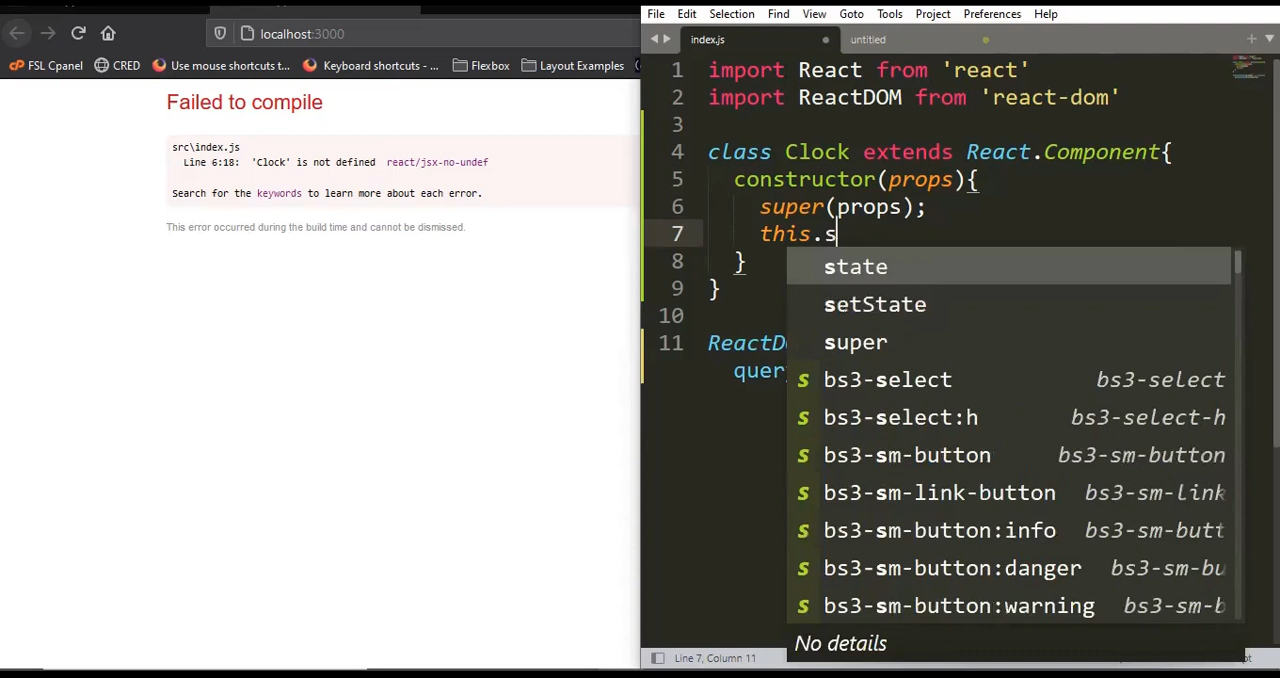 localhost:3000
FSL Cpanel
CRED
Use mouse shortcuts t...
Keyboard shortcuts - ...
Flexbox
Layout Examples
Failed to compile
src\index.js
Line 6:18: 'Clock' is not defined react/jsx-no-undef
Search for the keywords to learn more about each error.
This error occurred during the build time and cannot be dismissed.
File Edit Selection Find View Goto Tools Project Preferences Help
index.js
untitled
1 import React from 'react'
2 import ReactDOM from 'react-dom'
3
4 class Clock extends React.Component{
5 constructor(props){
6 super(props);
7 this.s
8 }
9 }
10
11 ReactDO
query
state
setState
super
s bs3-select bs3-select
s bs3-select:h bs3-select-h
s bs3-sm-button bs3-sm-button
s bs3-sm-link-button bs3-sm-link
s bs3-sm-button:info bs3-sm-butt
s bs3-sm-button:danger bs3-sm-bu
s bs3-sm-button:warning bs3-sm-b
No details
Line 7, Column 11